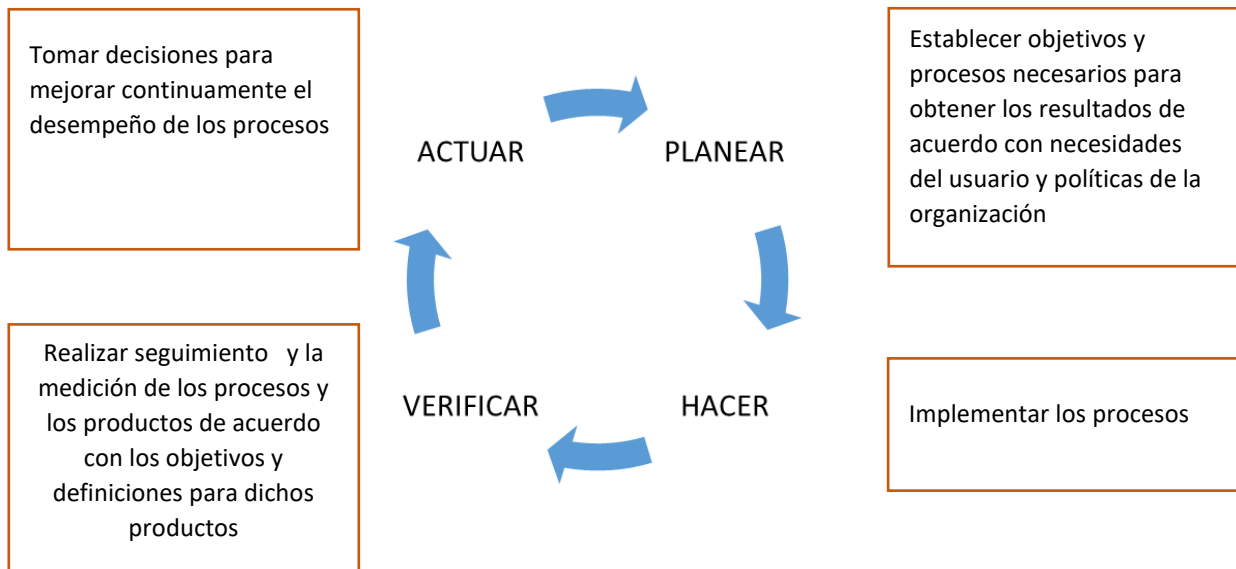 Tomar decisiones para
mejorar continuamente el
desempeño de los procesos
Establecer objetivos y
procesos necesarios para
obtener los resultados de
acuerdo con necesidades
del usuario y políticas de la
organización
ACTUAR
PLANEAR
Realizar seguimiento y la
medición de los procesos y
los productos de acuerdo
con los objetivos y
definiciones para dichos
productos
VERIFICAR
HACER
Implementar los procesos